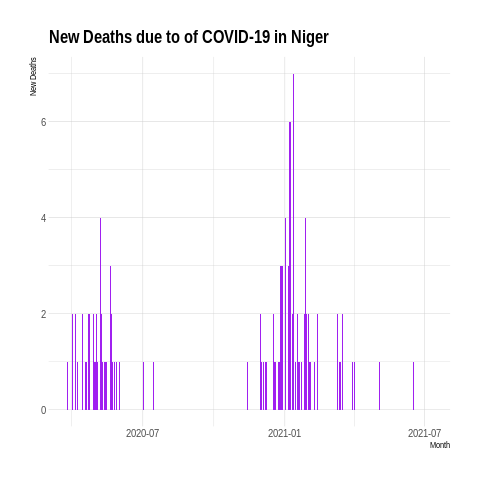 New Deaths due to of COVID-19 in Niger
New Deaths
6
4
2
0
2020-07
2021-01
2021-07
Month